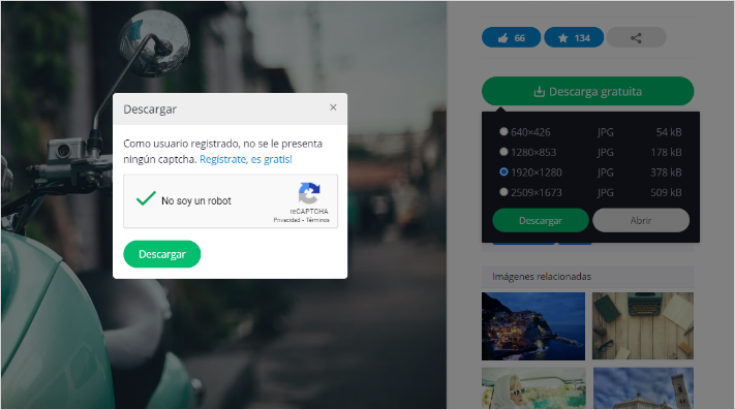 66
134
Descarga gratuita
Descargar
×
Como usuario registrado, no se le presenta
ningún captcha. Regístrate, es gratis!
No soy un robot
reCAPTCHA
Privacidad - Términos
Descargar
640×426 JPG 54 kB
1280×853 JPG 178 kB
1920×1280 JPG 378 kB
2509×1673 JPG 509 kB
Descargar Abrir
Imágenes relacionadas